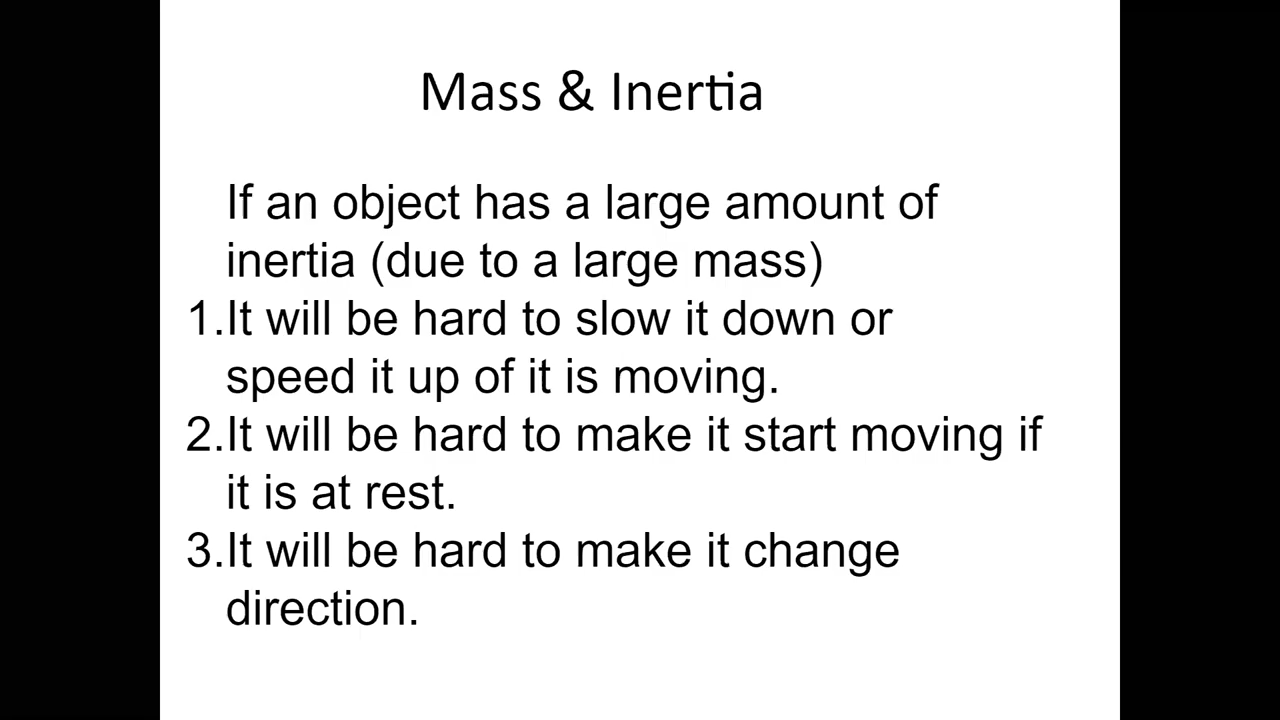 Mass & Inertia
If an object has a large amount of
inertia (due to a large mass)
1.It will be hard to slow it down or
speed it up of it is moving.
2.It will be hard to make it start moving if
it is at rest.
3.It will be hard to make it change
direction.